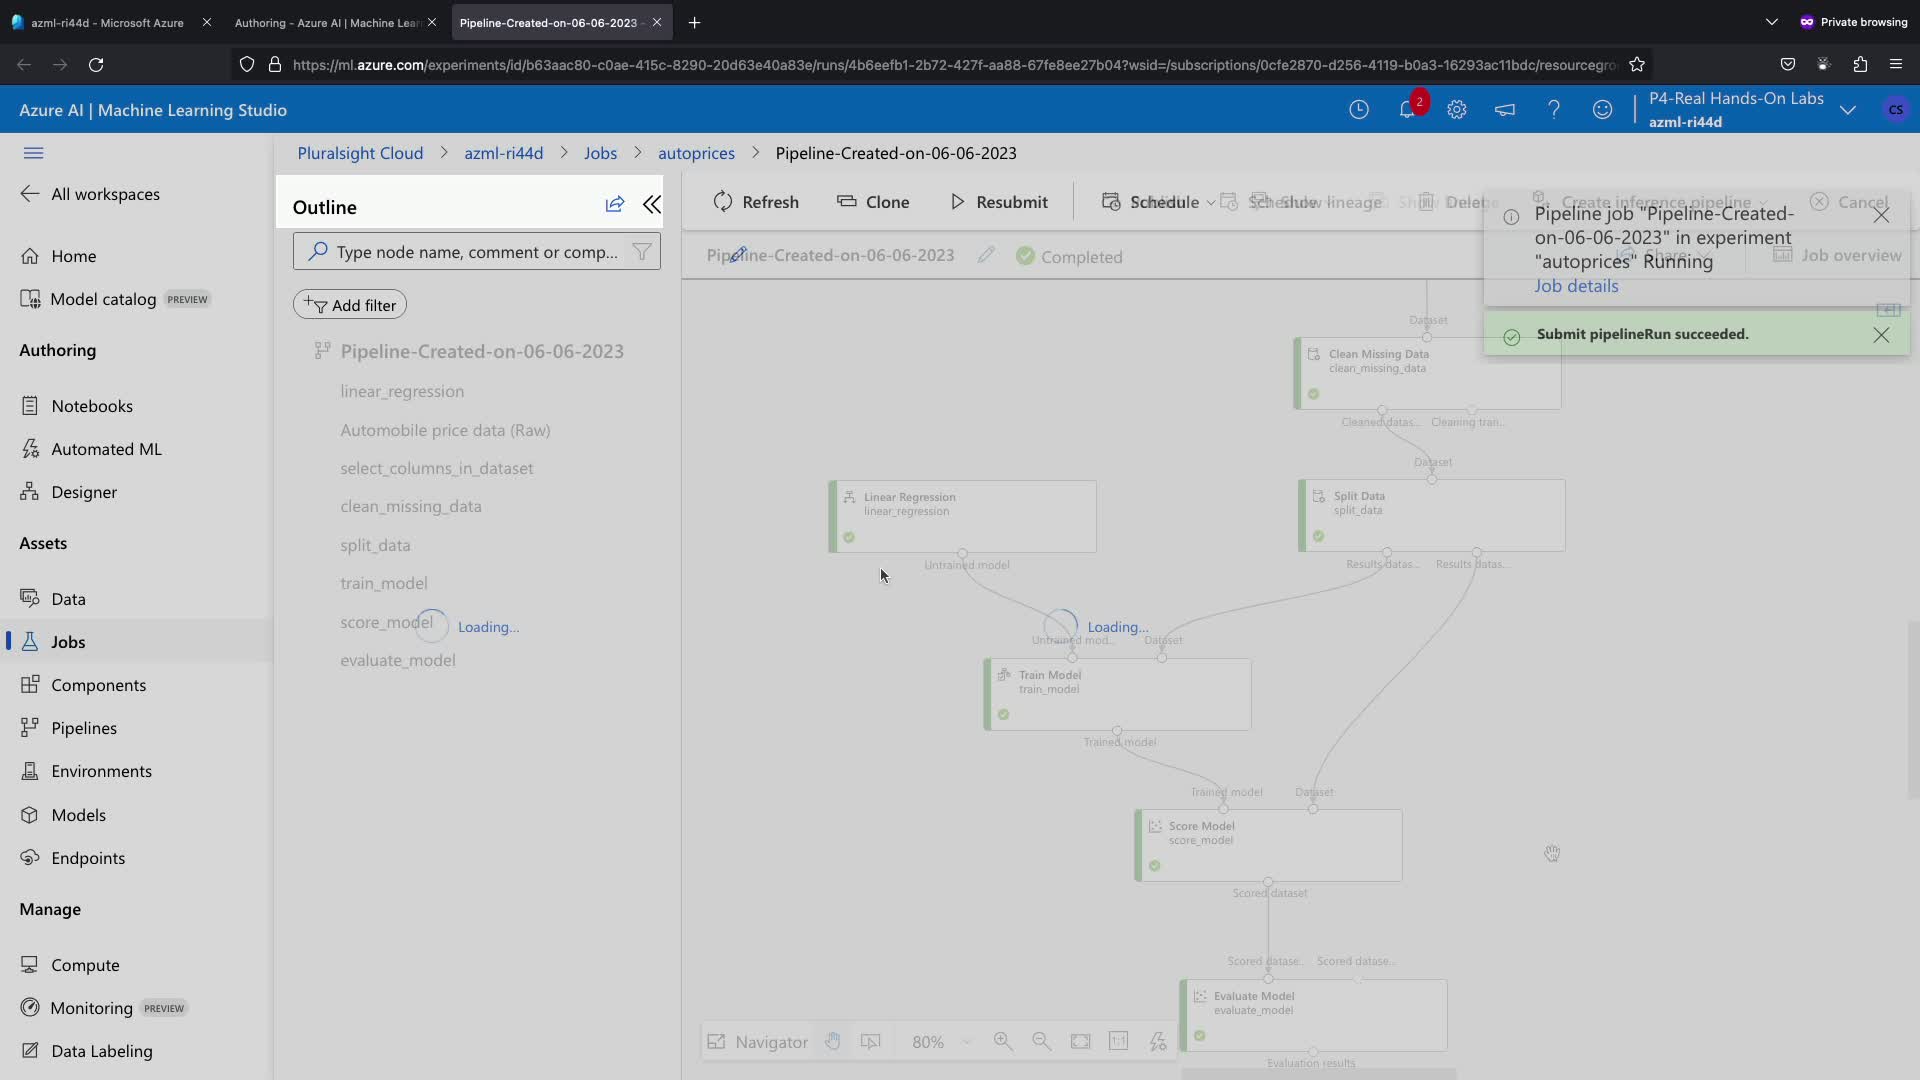 azml-ri44d - Microsoft Azure
Authoring - Azure AI | Machine Lear
Pipeline-Created-on-06-06-2023 -
Private browsing
https://ml.azure.com/experiments/id/b63aac80-c0ae-415c-8290-20d63e40a83e/runs/4b6eefb1-2b72-427f-aa88-67fe8ee27b04?wsid=/subscriptions/0cfe2870-d256-4119-b0a3-16293ac11bdc/resourcegro
Azure AI | Machine Learning Studio
2
P4-Real Hands-On Labs
azml-ri44d
CS
All workspaces
Home
Model catalog PREVIEW
Authoring
Notebooks
Automated ML
Designer
Assets
Data
Jobs
Components
Pipelines
Environments
Models
Endpoints
Manage
Compute
Monitoring PREVIEW
Data Labeling
Pluralsight Cloud > azml-ri44d > Jobs > autoprices > Pipeline-Created-on-06-06-2023
Outline
Type node name, comment or comp...
Add filter
Pipeline-Created-on-06-06-2023
linear_regression
Automobile price data (Raw)
select_columns_in_dataset
clean_missing_data
split_data
train_model
score_model
Loading...
evaluate_model
Refresh
Clone
Resubmit
Schedule
Schedule
Show lineage
Delete
Create inference pipeline
Cancel
Pipeline-Created-on-06-06-2023
Completed
Share
Job overview
Pipeline job "Pipeline-Created-
on-06-06-2023" in experiment
"autoprices" Running
Job details
Submit pipelineRun succeeded.
Dataset
Clean Missing Data
clean_missing_data
Cleaned datas...
Cleaning tran...
Dataset
Linear Regression
linear_regression
Untrained model
Split Data
split_data
Results datas...
Results datas...
Loading...
Untrained mod...
Dataset
Train Model
train_model
Trained model
Trained model
Dataset
Score Model
score_model
Scored dataset
Scored datase...
Scored datase...
Evaluate Model
evaluate_model
Evaluation results
Navigator
80%
1:1